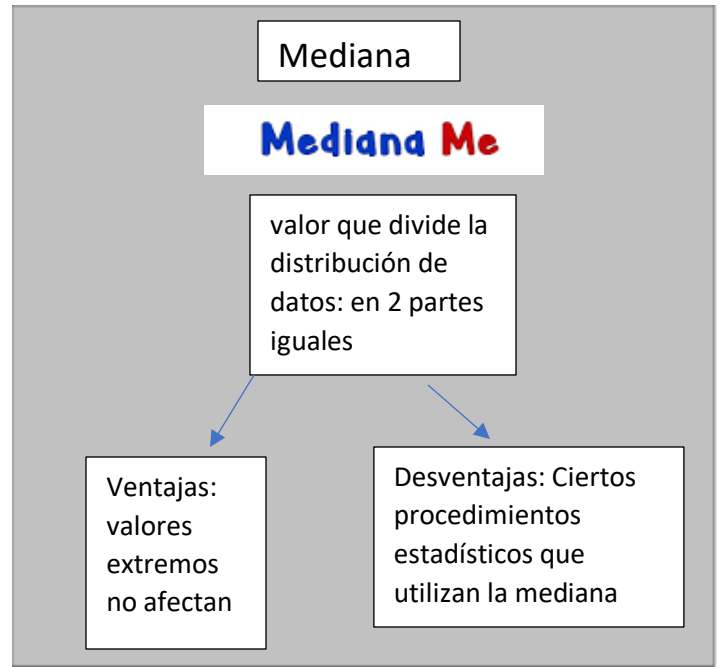 Mediana
Mediana Me
valor que divide la
distribución de
datos: en 2 partes
iguales
Ventajas:
valores
extremos
no afectan
Desventajas: Ciertos
procedimientos
estadísticos que
utilizan la mediana